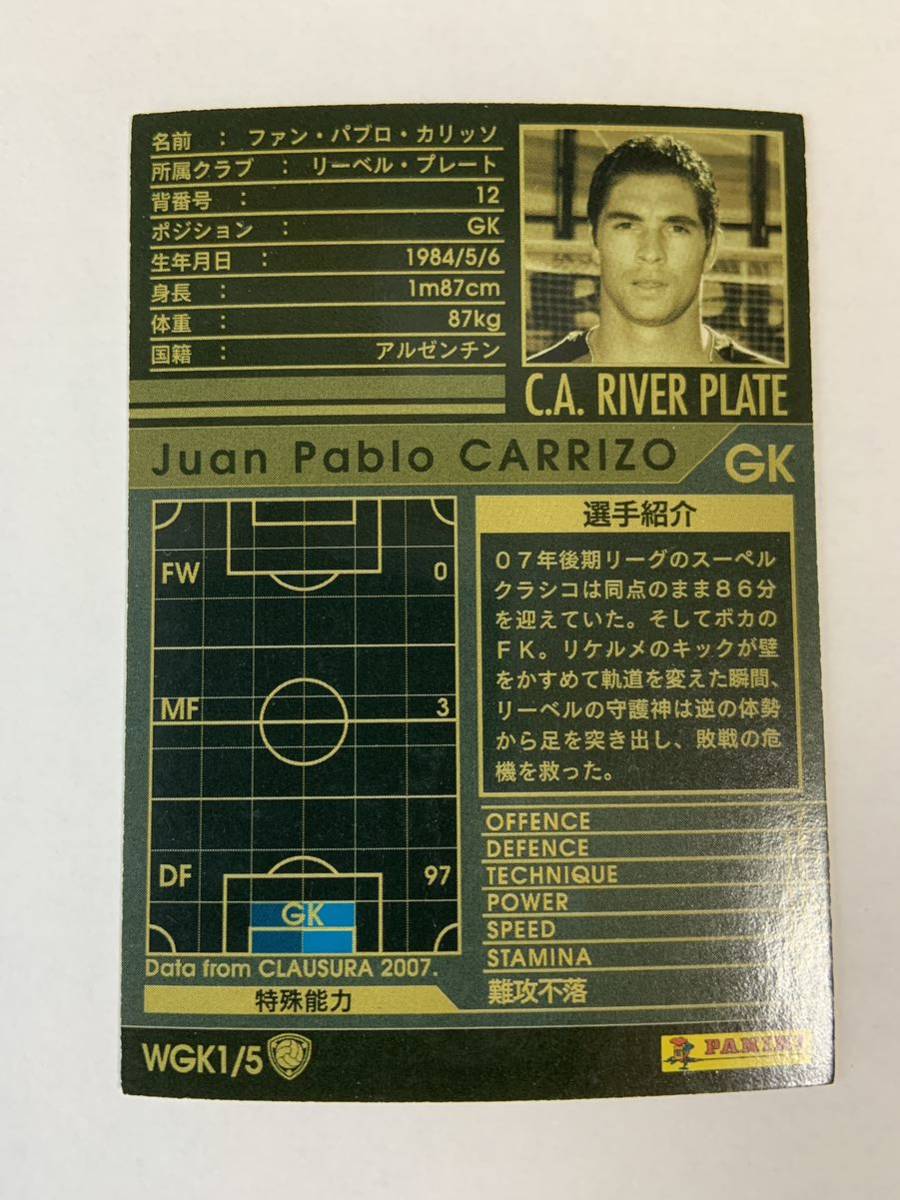 名前 : ファン・パブロ・カリッソ
所属クラブ : リーベル・プレート
背番号 : 12
ポジション : GK
生年月日 : 1984/5/6
身長 : 1m87cm
体重 : 87kg
国籍 : アルゼンチン
C.A. RIVER PLATE
Juan Pablo CARRIZO
GK
FW 0
MF 3
DF 97
GK
Data from CLAUSURA 2007.
選手紹介
07年後期リーグのスーペル
クラシコは同点のまま86分
を迎えていた。そしてボカの
FK。リケルメのキックが壁
をかすめて軌道を変えた瞬間、
リーベルの守護神は逆の体勢
から足を突き出し、敗戦の危
機を救った。
OFFENCE
DEFENCE
TECHNIQUE
POWER
SPEED
STAMINA
特殊能力
難攻不落
WGK1/5
PANINI